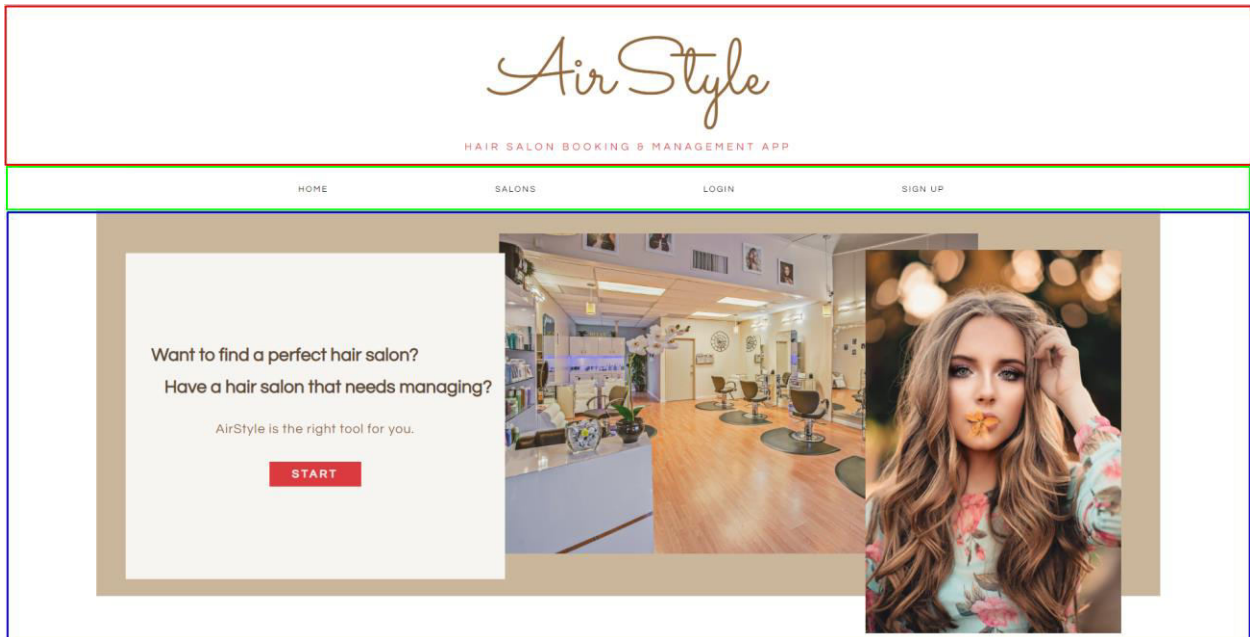 AirStyle
HAIR SALON BOOKING & MANAGEMENT APP
HOME SALONS LOGIN SIGN UP
Want to find a perfect hair salon?
Have a hair salon that needs managing?
AirStyle is the right tool for you.
START